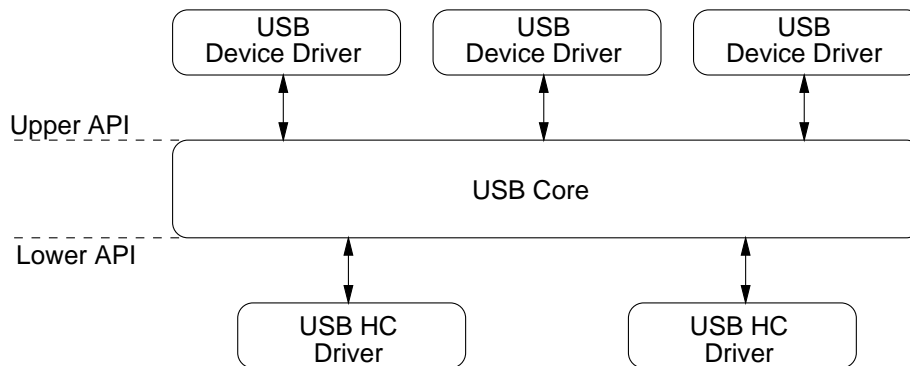 USB
Device Driver
USB
Device Driver
USB
Device Driver
Upper API
USB Core
Lower API
USB HC
Driver
USB HC
Driver